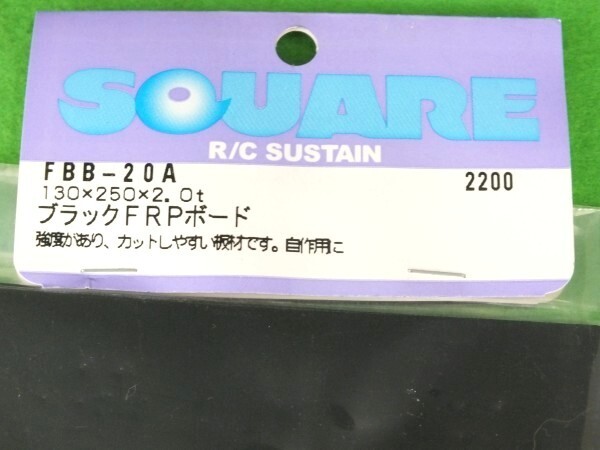 SQUARE
R/C SUSTAIN
FBB-20A 2200
130×250×2.0t
ブラックFRPボード
強度があり、カットしやすい板材です。自作用に